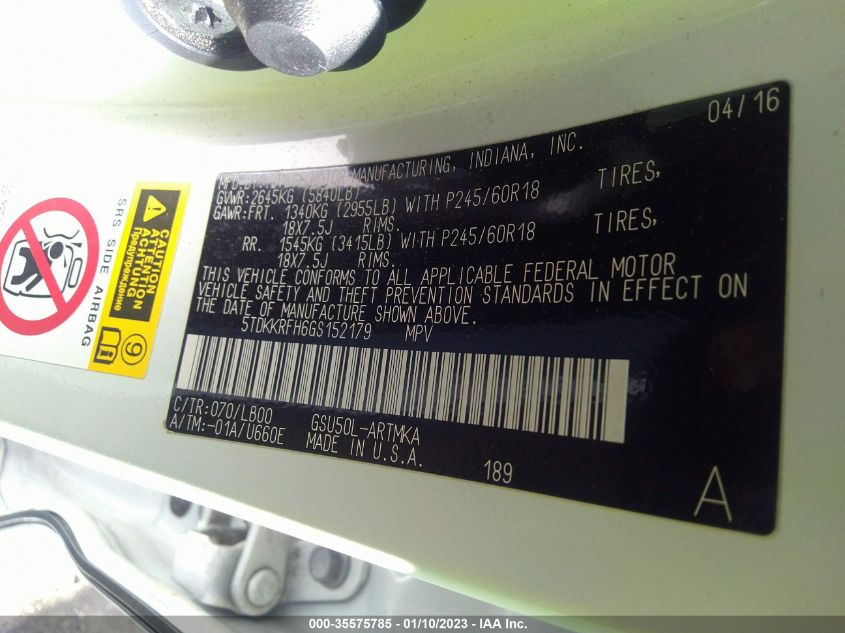 04/16
MFD.BY: MANUFACTURING, INDIANA, INC.
GVWR:2645KG (5840LB)
GAWR:FRT. 1340KG (2955LB) WITH P245/60R18 TIRES,
18X7.5J RIMS.
RR. 1545KG (3415LB) WITH P245/60R18 TIRES,
18X7.5J RIMS.
THIS VEHICLE CONFORMS TO ALL APPLICABLE FEDERAL MOTOR
VEHICLE SAFETY AND THEFT PREVENTION STANDARDS IN EFFECT ON
THE DATE OF MANUFACTURE SHOWN ABOVE.
5TDKKRFH6GS152179 MPV
C/TR:070/LB00 GSU50L-ARTMKA
A/TM:-01A/U660E MADE IN U.S.A.
189
A
SRS SIDE AIRBAG
CAUTION
ATTENTION
ACHTUNG
Предупреждение
9
000-35575785 - 01/10/2023 - IAA Inc.